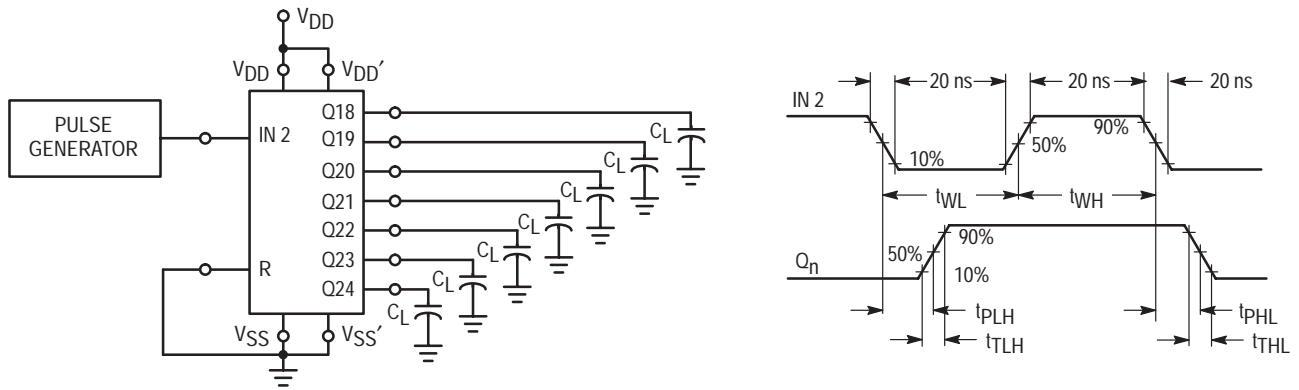 VDD
VDD
VDD′
PULSE
GENERATOR
IN 2
R
Q18
Q19
Q20
Q21
Q22
Q23
Q24
CL
CL
CL
CL
CL
CL
CL
VSS
VSS′
20 ns
20 ns
20 ns
IN 2
90%
50%
10%
tWL
tWH
Qn
50%
90%
10%
tPLH
tPHL
tTLH
tTHL